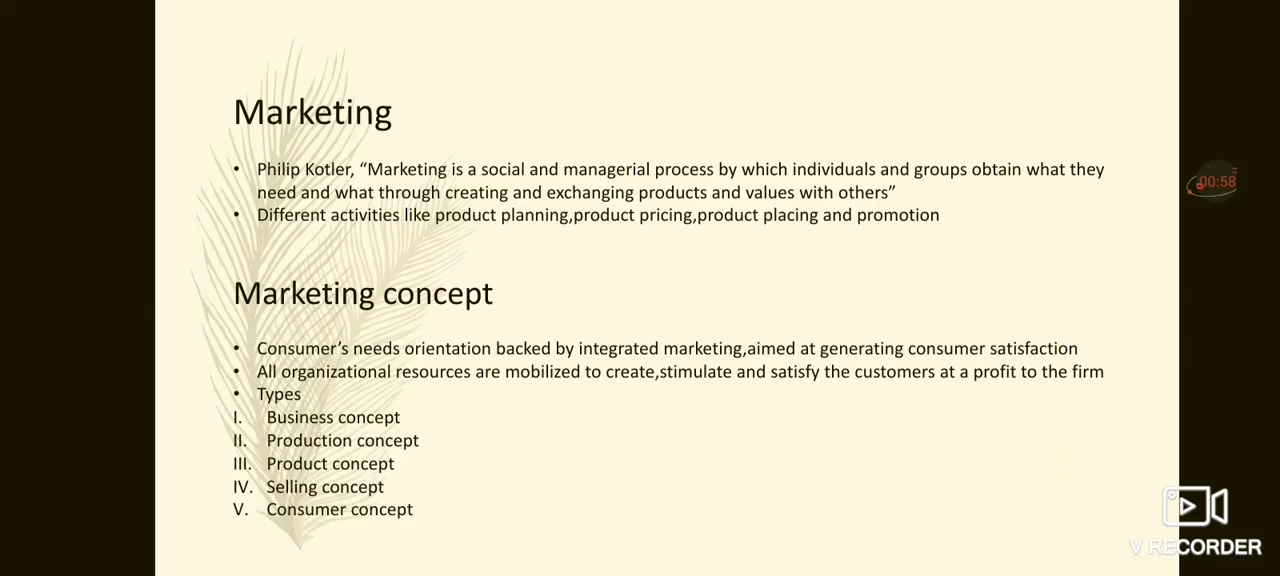 Marketing
• Philip Kotler, “Marketing is a social and managerial process by which individuals and groups obtain what they
need and what through creating and exchanging products and values with others”
• Different activities like product planning,product pricing,product placing and promotion
00:58
Marketing concept
• Consumer’s needs orientation backed by integrated marketing,aimed at generating consumer satisfaction
• All organizational resources are mobilized to create,stimulate and satisfy the customers at a profit to the firm
• Types
I. Business concept
II. Production concept
III. Product concept
IV. Selling concept
V. Consumer concept
V RECORDER